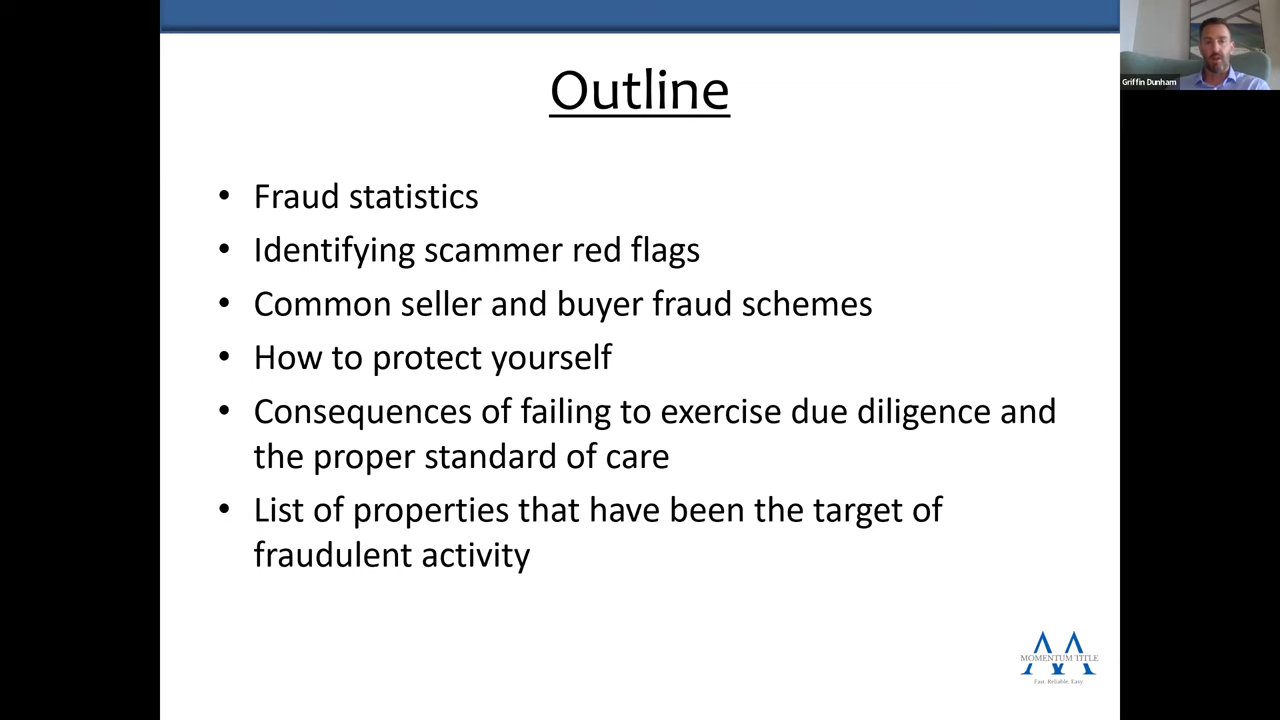 Outline
Griffin Dunham
• Fraud statistics
• Identifying scammer red flags
• Common seller and buyer fraud schemes
• How to protect yourself
• Consequences of failing to exercise due diligence and
the proper standard of care
• List of properties that have been the target of
fraudulent activity
MOMENTUM TITLE
Fast. Reliable. Easy.